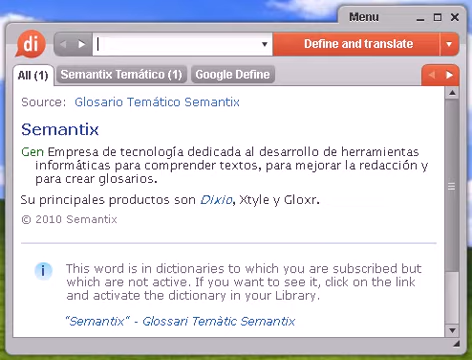 Menu
di
Define and translate
All (1)
Semantix Temático (1)
Google Define
Source: Glosario Temático Semantix
Semantix
Gen Empresa de tecnología dedicada al desarrollo de herramientas
informáticas para comprender textos, para mejorar la redacción y
para crear glosarios.
Su principales productos son Dixio, Xtyle y Gloxr.
© 2010 Semantix
i
This word is in dictionaries to which you are subscribed but
which are not active. If you want to see it, click on the link
and activate the dictionary in your Library.
"Semantix" - Glossari Temàtic Semantix